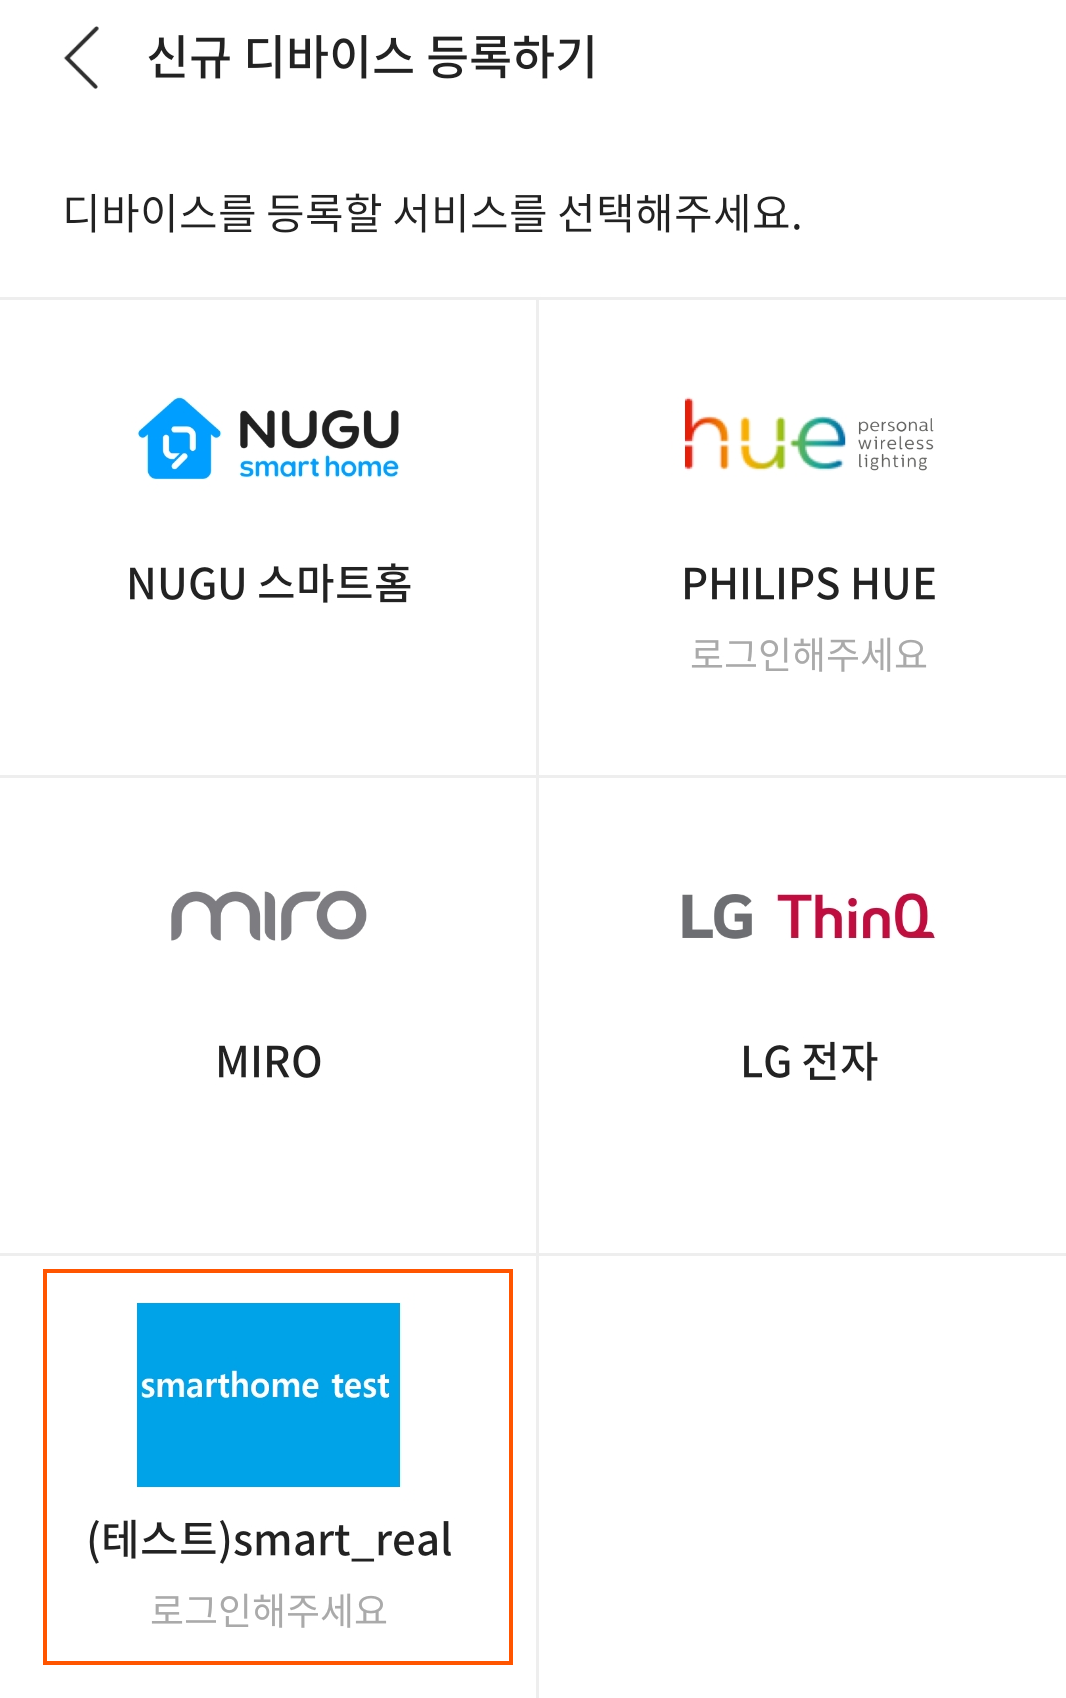 신규 디바이스 등록하기
디바이스를 등록할 서비스를 선택해주세요.
NUGU
smart home
NUGU 스마트홈
hue personal
wireless
lighting
PHILIPS HUE
로그인해주세요
miro
MIRO
LG ThinQ
LG 전자
smarthome test
(테스트)smart_real
로그인해주세요